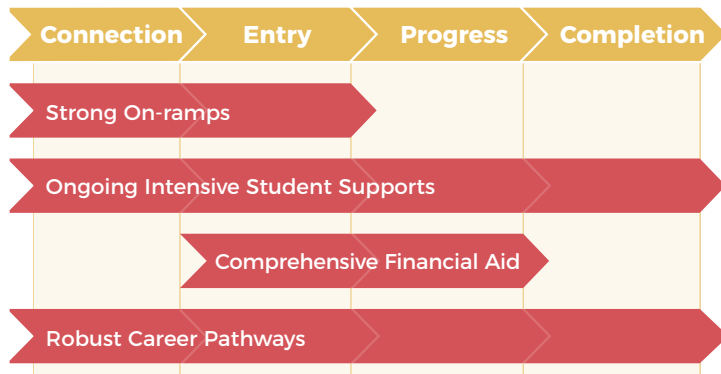 Connection Entry Progress Completion
Strong On-ramps
Ongoing Intensive Student Supports
Comprehensive Financial Aid
Robust Career Pathways